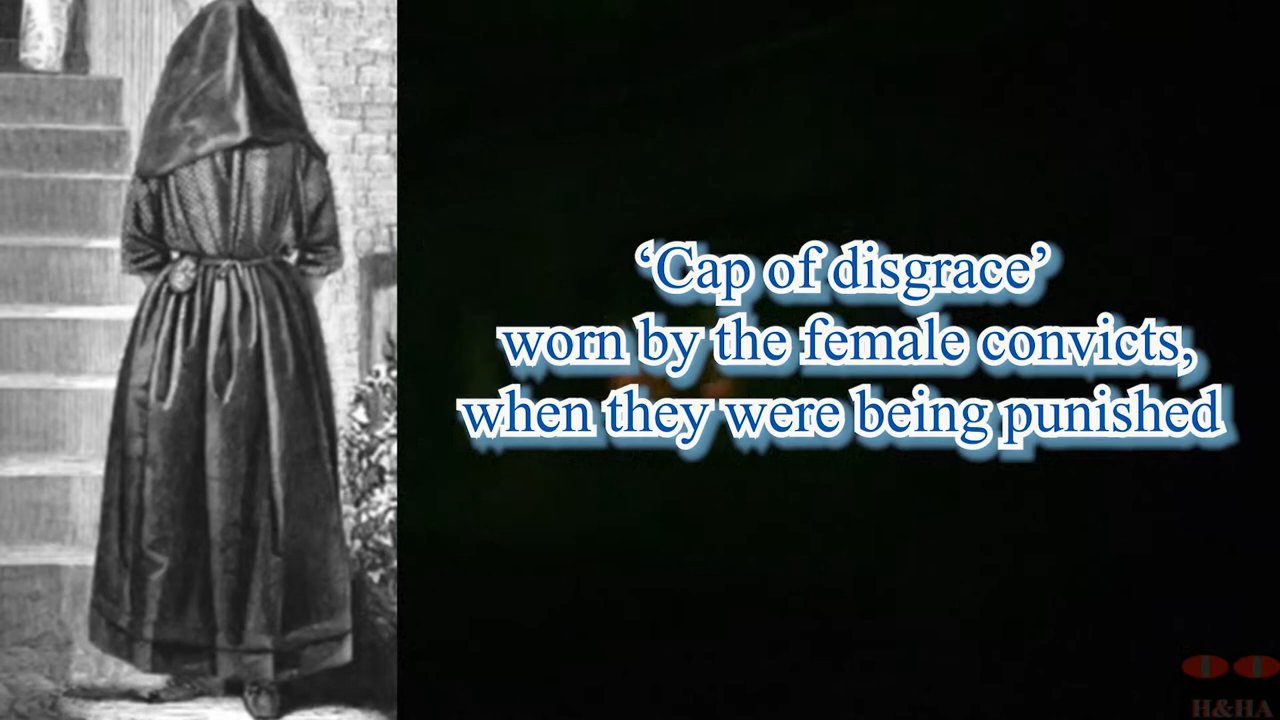 ‘Cap of disgrace’
worn by the female convicts,
when they were being punished
H&HA